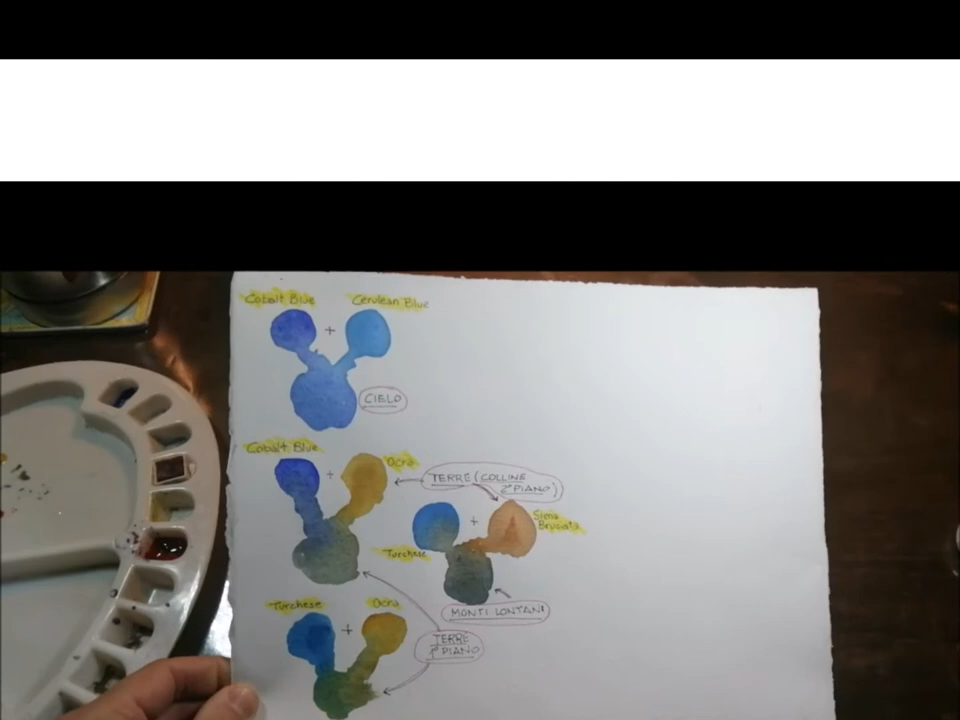 Cobalt Blue
Cerulean Blue
+
CIELO
Cobalt Blue
+
Ocra
TERRE (COLLINE
2° PIANO)
+
Siena
Bruciata
Turchese
MONTI LONTANI
Turchese
+
Ocra
TERRE
1° PIANO